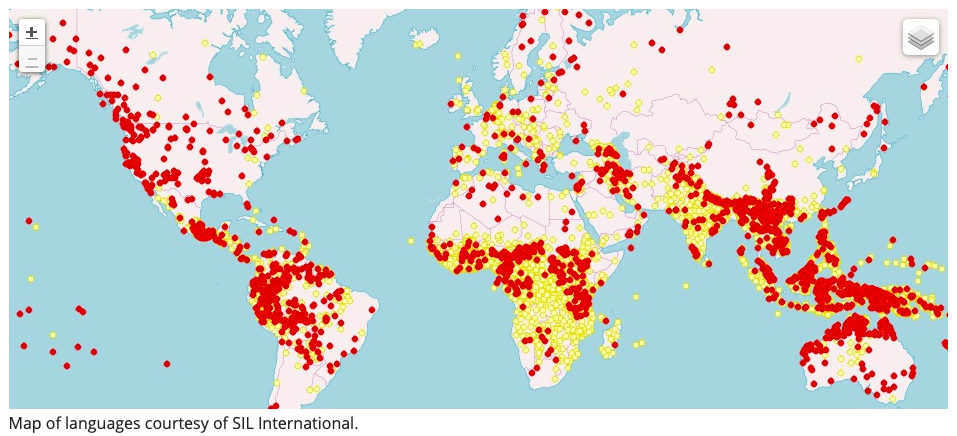 +
−
Map of languages courtesy of SIL International.